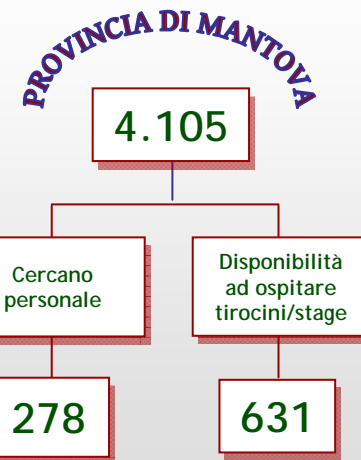 PROVINCIA DI MANTOVA
4.105
Cercano
personale
Disponibilità
ad ospitare
tirocini/stage
278
631